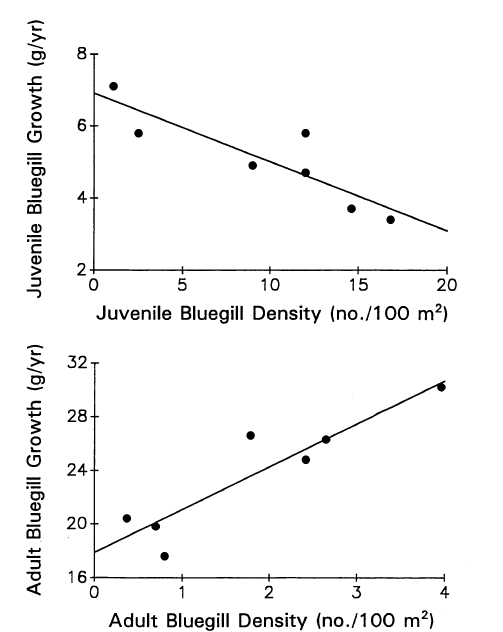 Juvenile Bluegill Growth (g/yr)
8
6
4
2
0 5 10 15 20
Juvenile Bluegill Density (no./100 m²)
Adult Bluegill Growth (g/yr)
32
28
24
20
16
0 1 2 3 4
Adult Bluegill Density (no./100 m²)